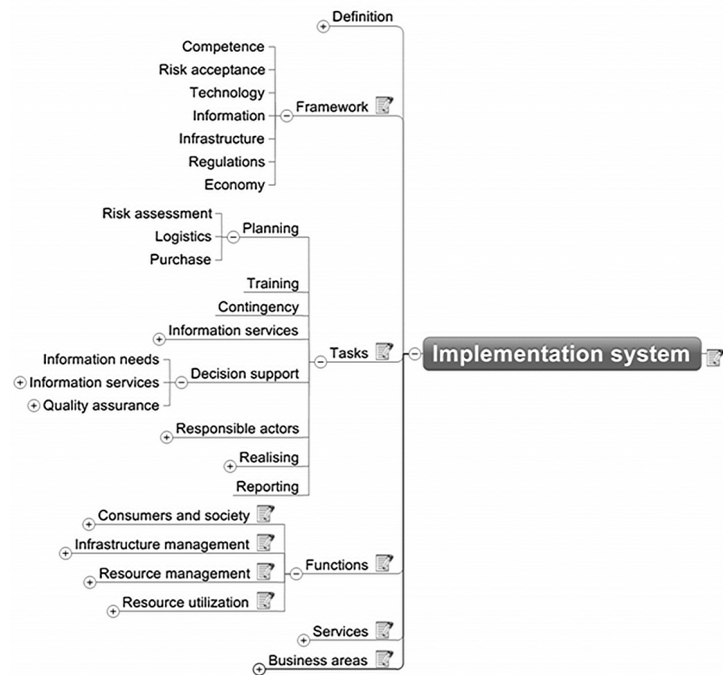 Definition
Competence
Risk acceptance
Technology
Information
Infrastructure
Regulations
Economy
Framework
Risk assessment
Logistics
Purchase
Planning
Training
Contingency
Information services
Information needs
Information services
Quality assurance
Decision support
Responsible actors
Realising
Reporting
Tasks
Implementation system
Consumers and society
Infrastructure management
Resource management
Resource utilization
Functions
Services
Business areas